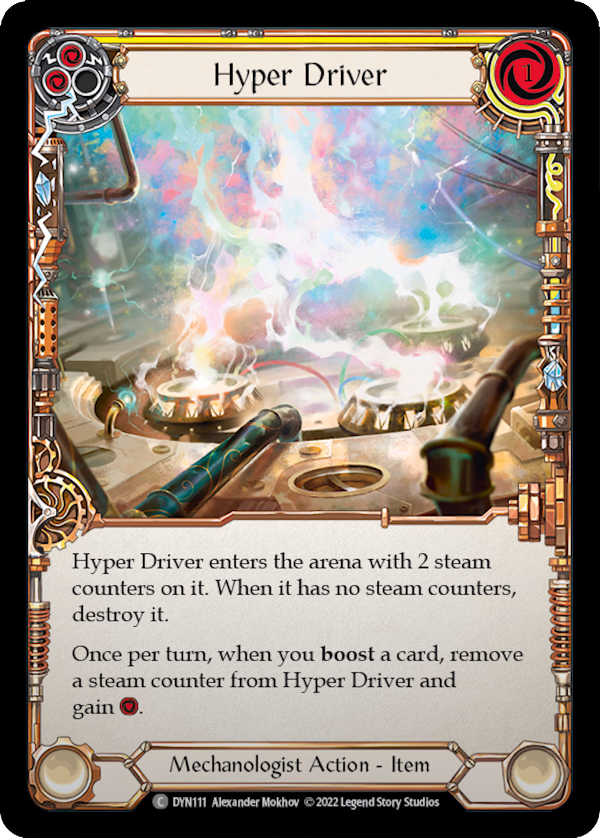 Hyper Driver
1
Hyper Driver enters the arena with 2 steam
counters on it. When it has no steam counters,
destroy it.
Once per turn, when you boost a card, remove
a steam counter from Hyper Driver and
gain .
Mechanologist Action - Item
C DYN111 Alexander Mokhov © 2022 Legend Story Studios